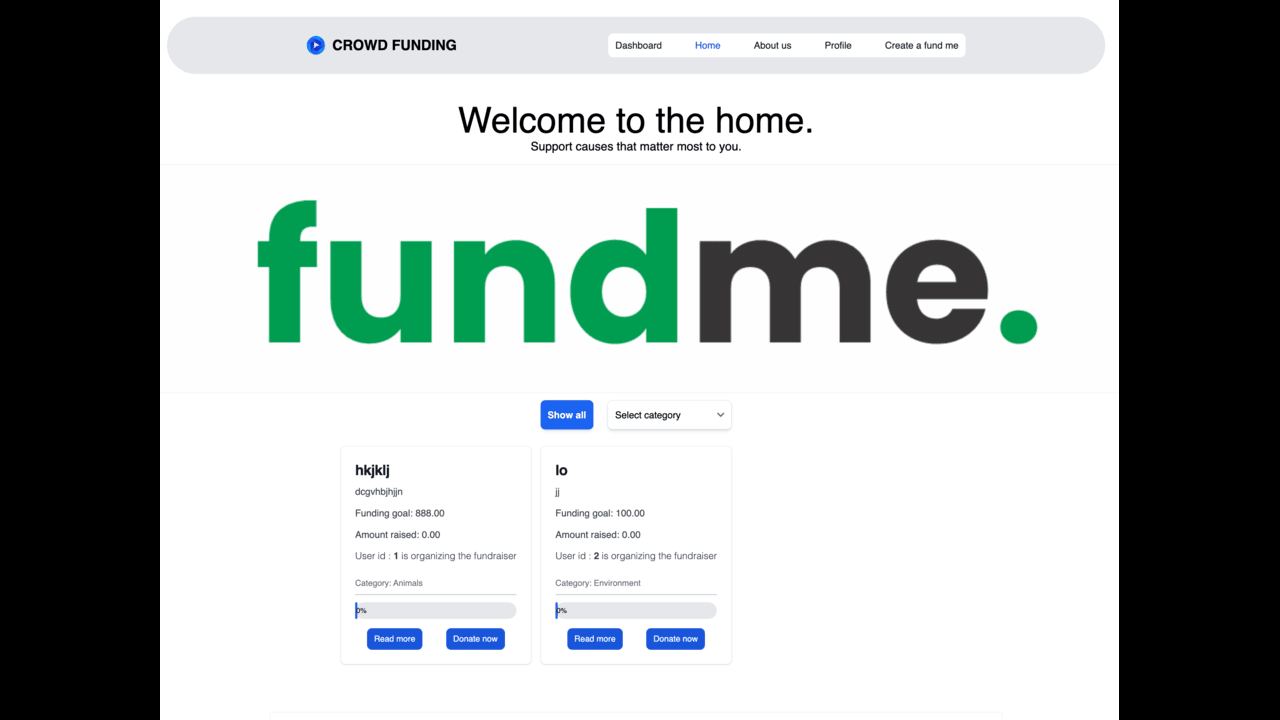 CROWD FUNDING
Dashboard Home About us Profile Create a fund me
Welcome to the home.
Support causes that matter most to you.
fundme.
Show all
Select category
hkjklj
dcgvhbjhjjn
Funding goal: 888.00
Amount raised: 0.00
User id : 1 is organizing the fundraiser
Category: Animals
0%
Read more Donate now
lo
jj
Funding goal: 100.00
Amount raised: 0.00
User id : 2 is organizing the fundraiser
Category: Environment
0%
Read more Donate now